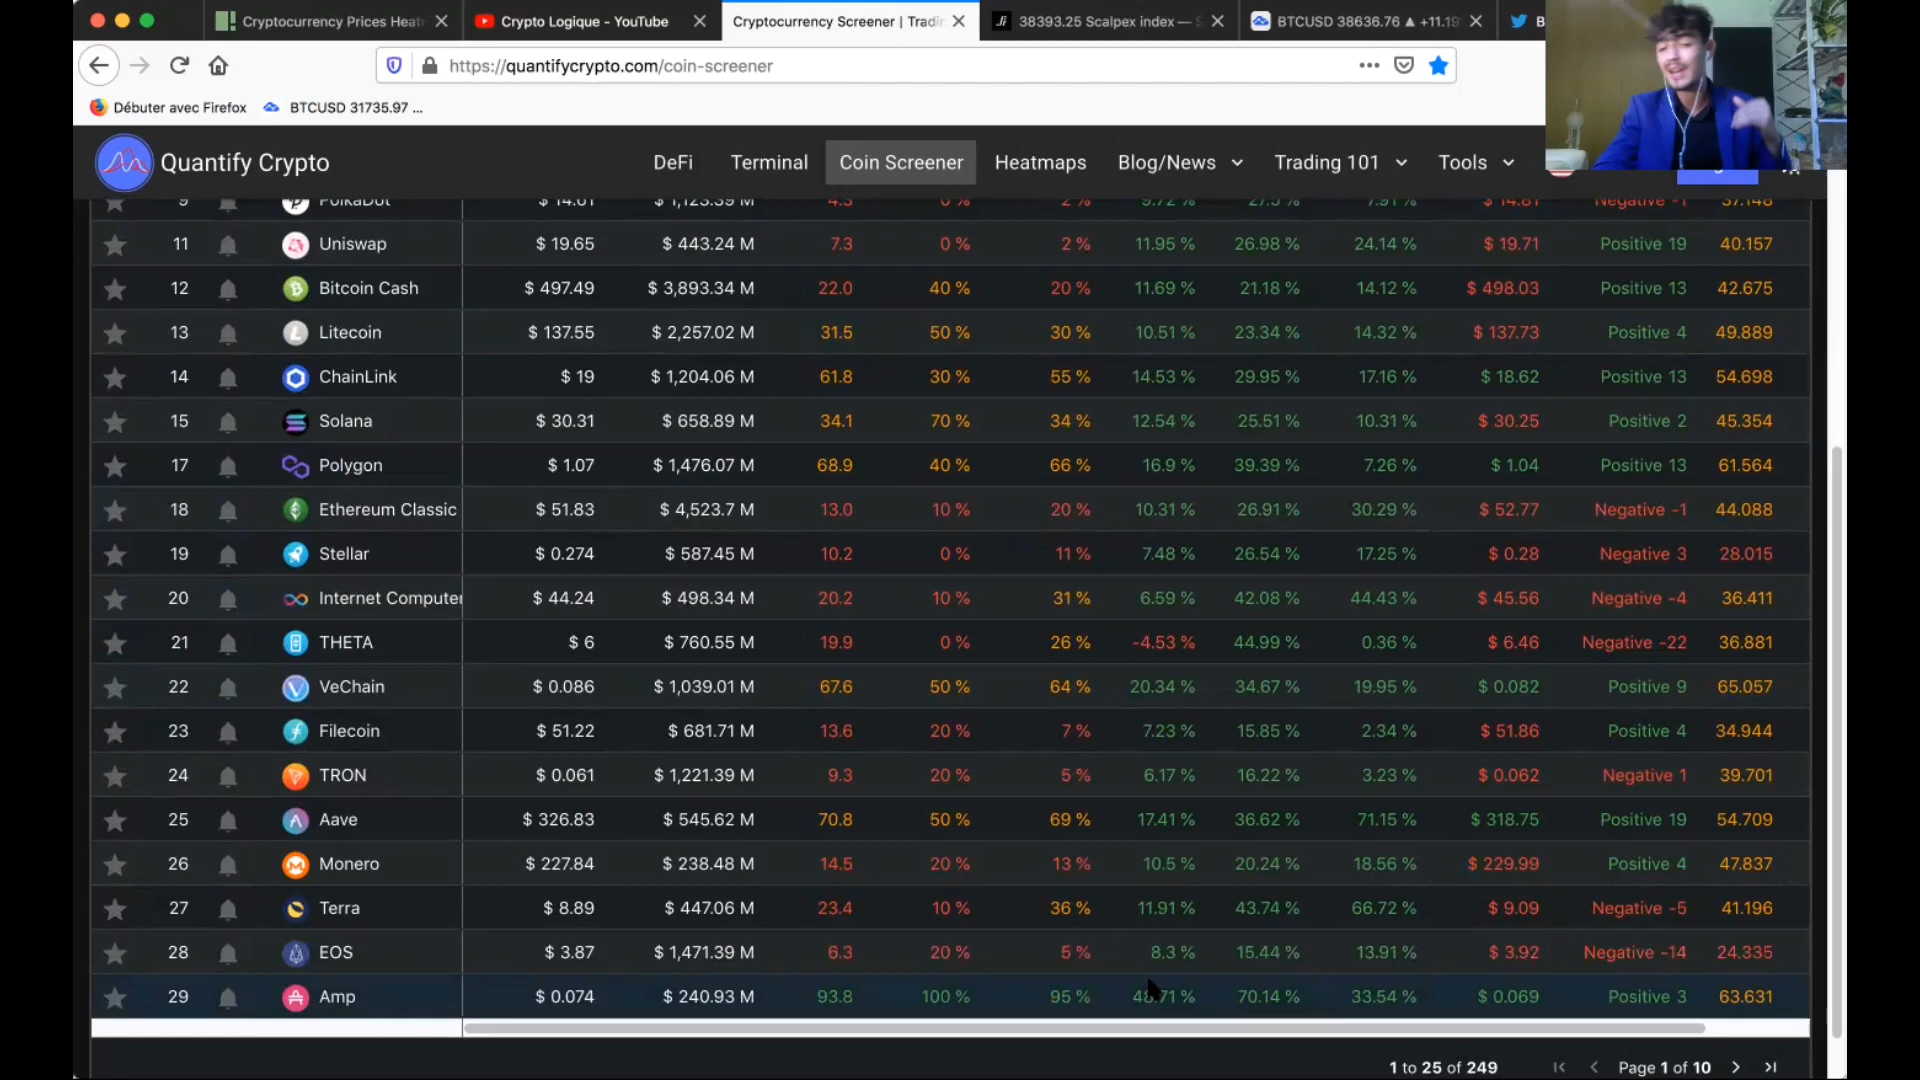 Cryptocurrency Prices Heat
Crypto Logique - YouTube
Cryptocurrency Screener | Tradi
38393.25 Scalpex index —
BTCUSD 38636.76 ▲ +11.19
B
https://quantifycrypto.com/coin-screener
Débuter avec Firefox
BTCUSD 31735.97 ...
Quantify Crypto
DeFi
Terminal
Coin Screener
Heatmaps
Blog/News
Trading 101
Tools
9 PolkaDot $ 14.61 $ 1,123.39 M 4.3 0 % 2 % 9.72 % 27.5 % 7.91 % $ 14.81 Negative -1 37.148
11 Uniswap $ 19.65 $ 443.24 M 7.3 0 % 2 % 11.95 % 26.98 % 24.14 % $ 19.71 Positive 19 40.157
12 Bitcoin Cash $ 497.49 $ 3,893.34 M 22.0 40 % 20 % 11.69 % 21.18 % 14.12 % $ 498.03 Positive 13 42.675
13 Litecoin $ 137.55 $ 2,257.02 M 31.5 50 % 30 % 10.51 % 23.34 % 14.32 % $ 137.73 Positive 4 49.889
14 ChainLink $ 19 $ 1,204.06 M 61.8 30 % 55 % 14.53 % 29.95 % 17.16 % $ 18.62 Positive 13 54.698
15 Solana $ 30.31 $ 658.89 M 34.1 70 % 34 % 12.54 % 25.51 % 10.31 % $ 30.25 Positive 2 45.354
17 Polygon $ 1.07 $ 1,476.07 M 68.9 40 % 66 % 16.9 % 39.39 % 7.26 % $ 1.04 Positive 13 61.564
18 Ethereum Classic $ 51.83 $ 4,523.7 M 13.0 10 % 20 % 10.31 % 26.91 % 30.29 % $ 52.77 Negative -1 44.088
19 Stellar $ 0.274 $ 587.45 M 10.2 0 % 11 % 7.48 % 26.54 % 17.25 % $ 0.28 Negative 3 28.015
20 Internet Computer $ 44.24 $ 498.34 M 20.2 10 % 31 % 6.59 % 42.08 % 44.43 % $ 45.56 Negative -4 36.411
21 THETA $ 6 $ 760.55 M 19.9 0 % 26 % -4.53 % 44.99 % 0.36 % $ 6.46 Negative -22 36.881
22 VeChain $ 0.086 $ 1,039.01 M 67.6 50 % 64 % 20.34 % 34.67 % 19.95 % $ 0.082 Positive 9 65.057
23 Filecoin $ 51.22 $ 681.71 M 13.6 20 % 7 % 7.23 % 15.85 % 2.34 % $ 51.86 Positive 4 34.944
24 TRON $ 0.061 $ 1,221.39 M 9.3 20 % 5 % 6.17 % 16.22 % 3.23 % $ 0.062 Negative 1 39.701
25 Aave $ 326.83 $ 545.62 M 70.8 50 % 69 % 17.41 % 36.62 % 71.15 % $ 318.75 Positive 19 54.709
26 Monero $ 227.84 $ 238.48 M 14.5 20 % 13 % 10.5 % 20.24 % 18.56 % $ 229.99 Positive 4 47.837
27 Terra $ 8.89 $ 447.06 M 23.4 10 % 36 % 11.91 % 43.74 % 66.72 % $ 9.09 Negative -5 41.196
28 EOS $ 3.87 $ 1,471.39 M 6.3 20 % 5 % 8.3 % 15.44 % 13.91 % $ 3.92 Negative -14 24.335
29 Amp $ 0.074 $ 240.93 M 93.8 100 % 95 % 70.14 % 33.54 % $ 0.069 Positive 3 63.631
1 to 25 of 249 Page 1 of 10